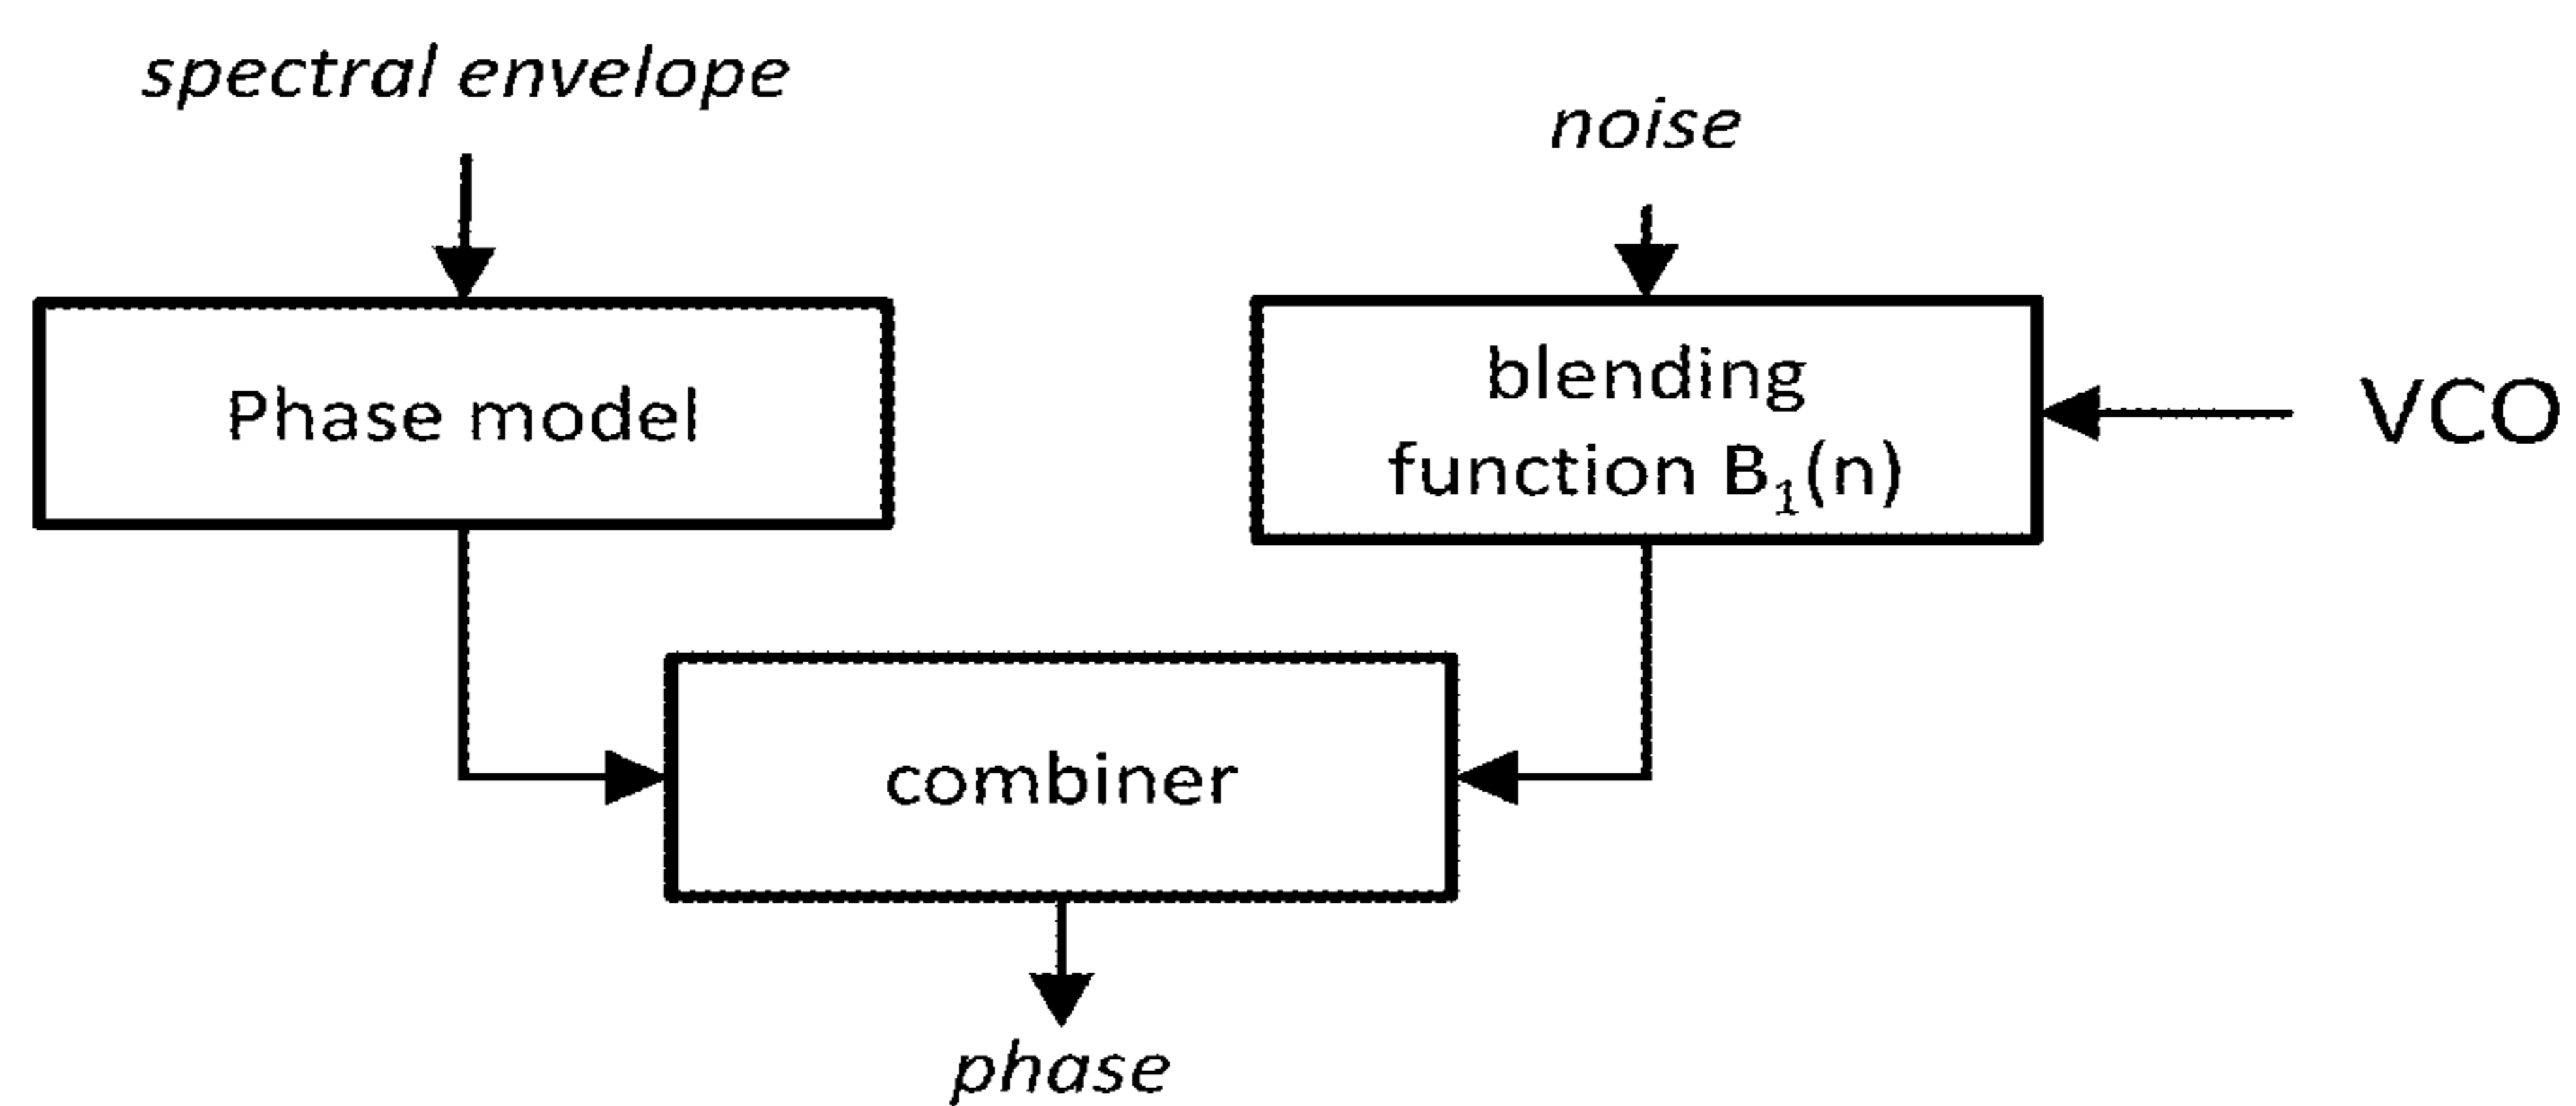 spectral envelope
noise
Phase model
blending
function B₁(n)
VCO
combiner
phase